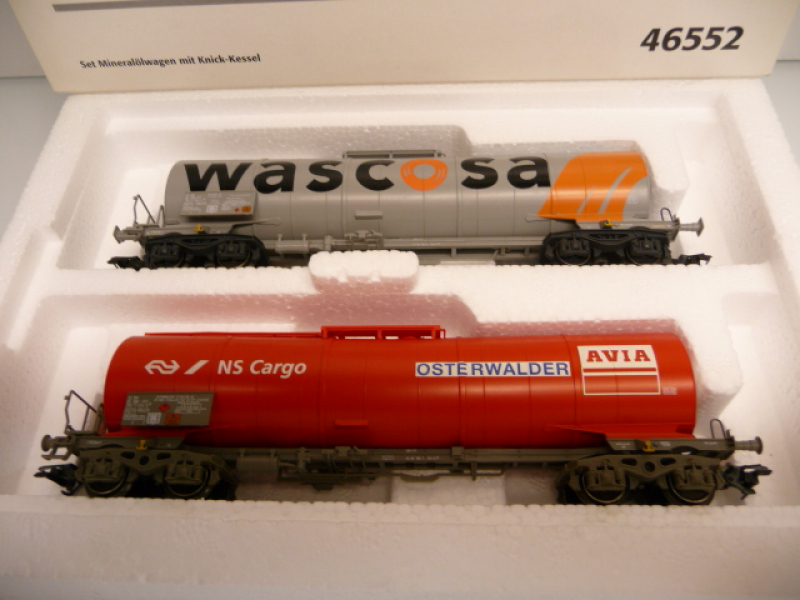 Set Mineralölwagen mit Knick-Kessel
46552
wascosa
NS Cargo
OSTERWALDER
AVIA